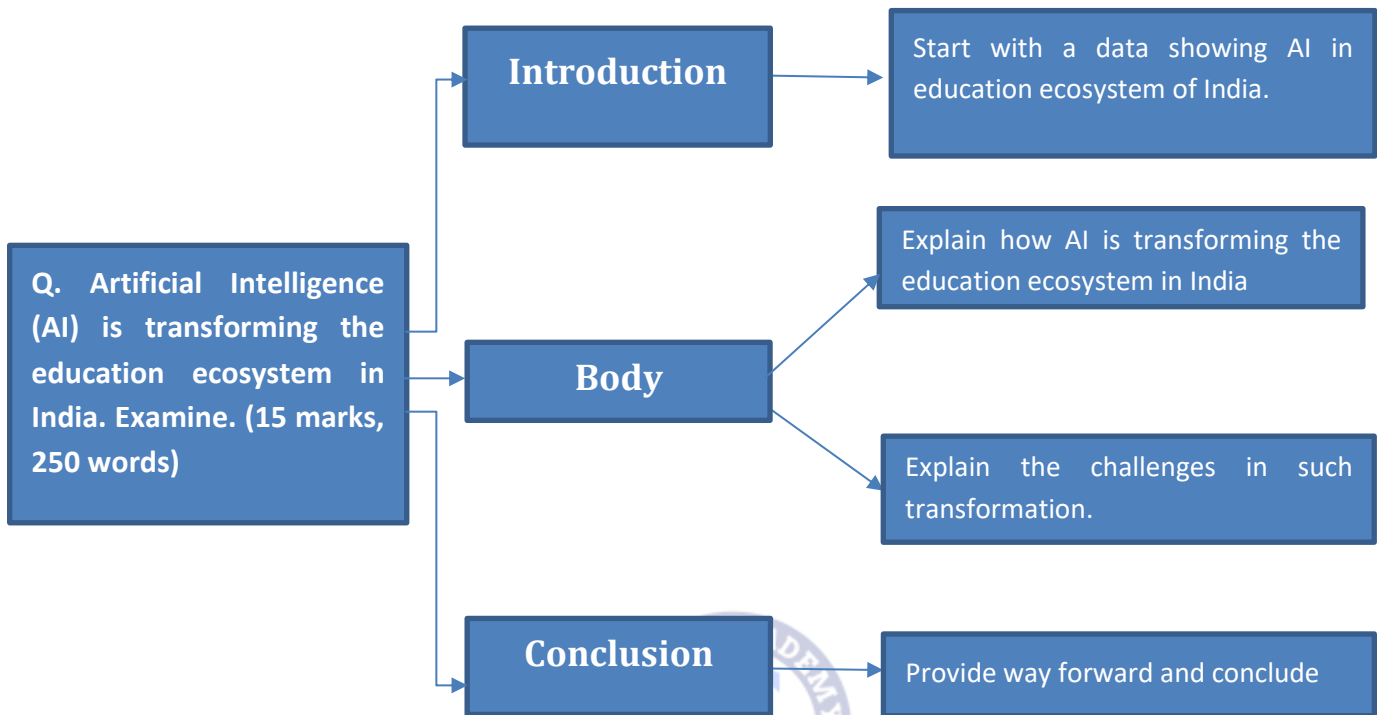 Q. Artificial Intelligence
(AI) is transforming the
education ecosystem in
India. Examine. (15 marks,
250 words)
Introduction
Start with a data showing AI in
education ecosystem of India.
Body
Explain how AI is transforming the
education ecosystem in India
Explain the challenges in such
transformation.
Conclusion
Provide way forward and conclude